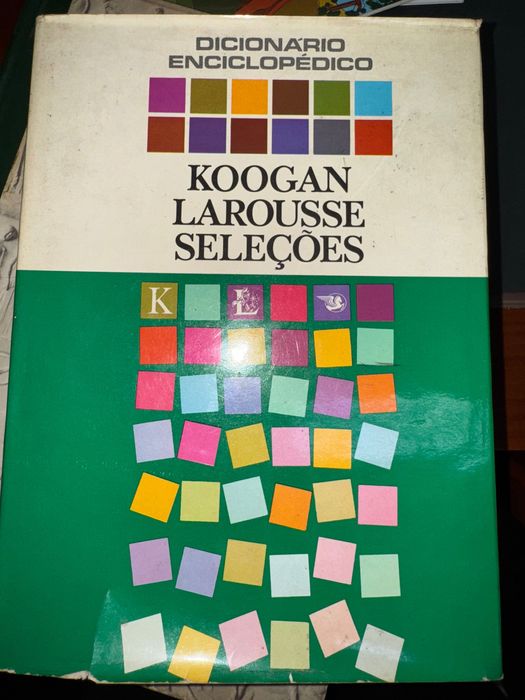 DICIONÁRIO
ENCICLOPÉDICO
KOOGAN
LAROUSSE
SELEÇÕES
K L